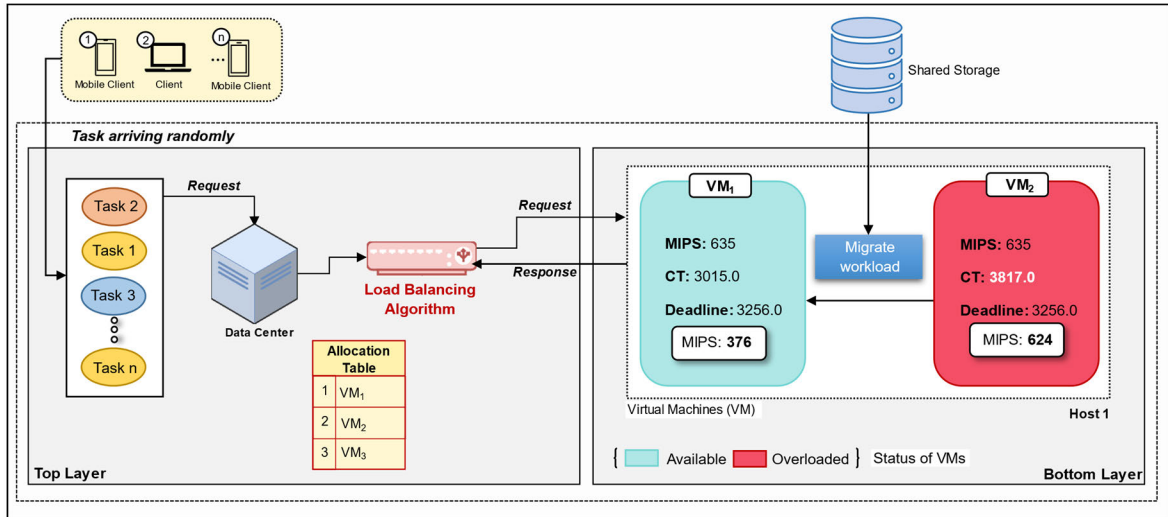 1
2
n
...
Mobile Client
Client
Mobile Client
Shared Storage
Task arriving randomly
Request
Task 2
Task 1
Task 3
Task n
Data Center
Load Balancing
Algorithm
Request
Response
Allocation
Table
1 VM₁
2 VM₂
3 VM₃
Top Layer
VM₁
MIPS: 635
CT: 3015.0
Deadline: 3256.0
MIPS: 376
Migrate
workload
VM₂
MIPS: 635
CT: 3817.0
Deadline: 3256.0
MIPS: 624
Virtual Machines (VM)
Host 1
{ Available Overloaded } Status of VMs
Bottom Layer